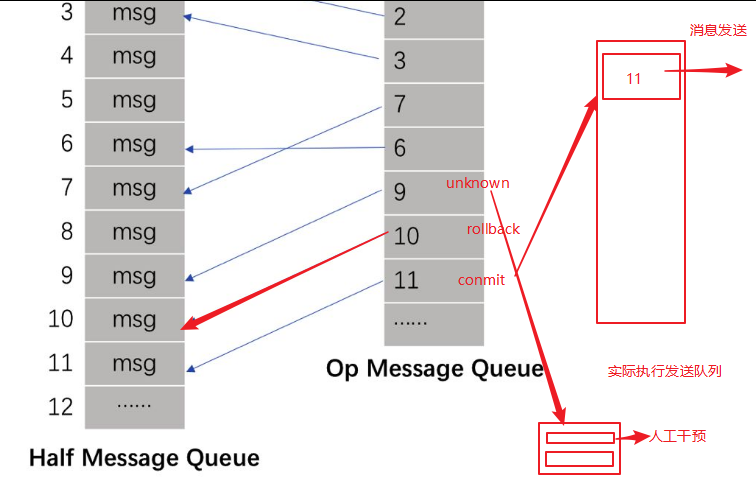 3 msg
4 msg
5 msg
6 msg
7 msg
8 msg
9 msg
10 msg
11 msg
12 ······
Half Message Queue
2
3
7
6
9
10
11
······
Op Message Queue
unknown
rollback
conmit
消息发送
11
实际执行发送队列
人工干预